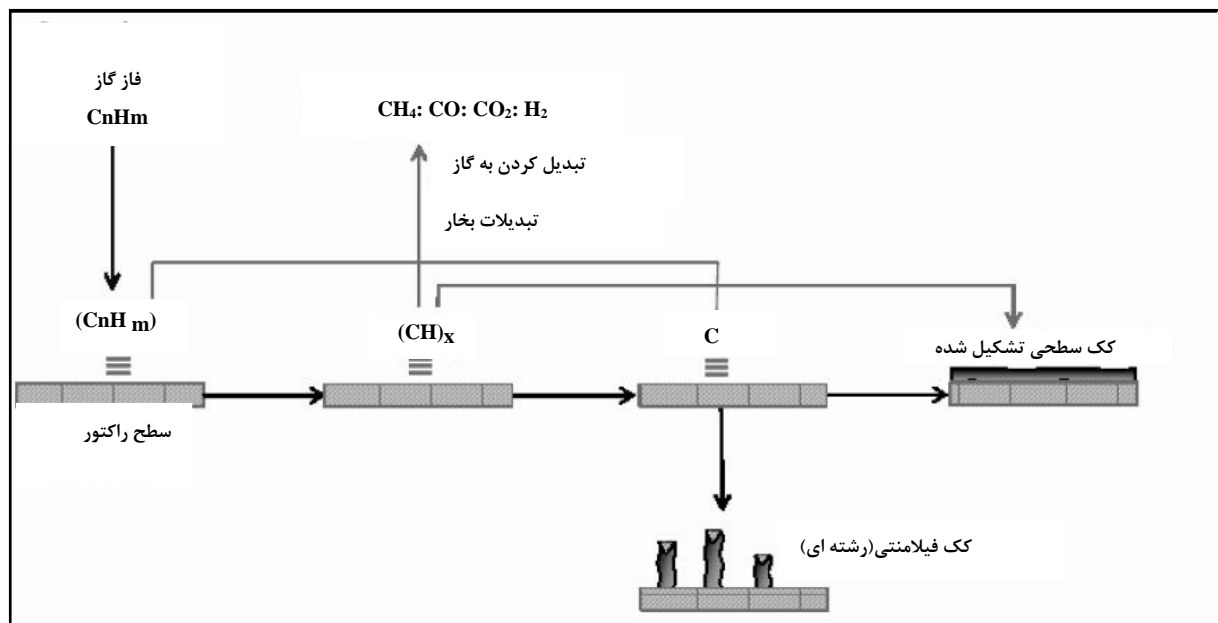 فاز گاز
CnHm
CH₄: CO: CO₂: H₂
تبدیل کردن به گاز
تبدیلات بخار
(CnH m)
(CH)x
C
کک سطحی تشکیل شده
سطح راکتور
کک فیلامنتی(رشته ای)